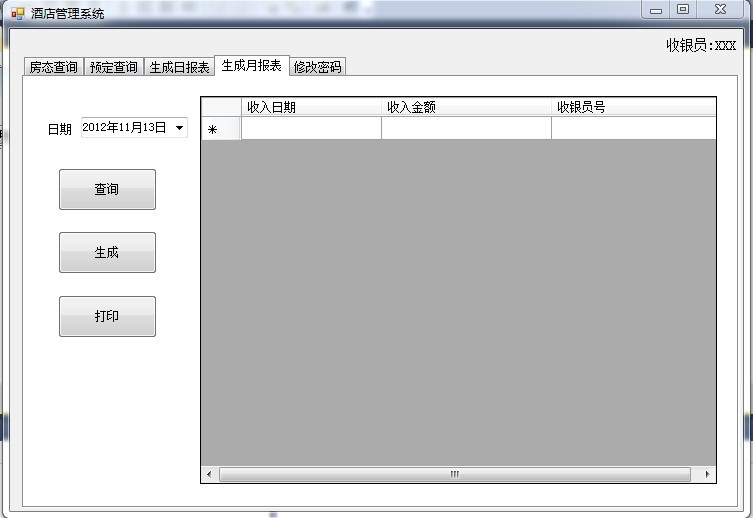 酒店管理系统
收银员:XXX
房态查询 预定查询 生成日报表 生成月报表 修改密码
收入日期 收入金额 收银员号
日期 2012年11月13日
查询
生成
打印